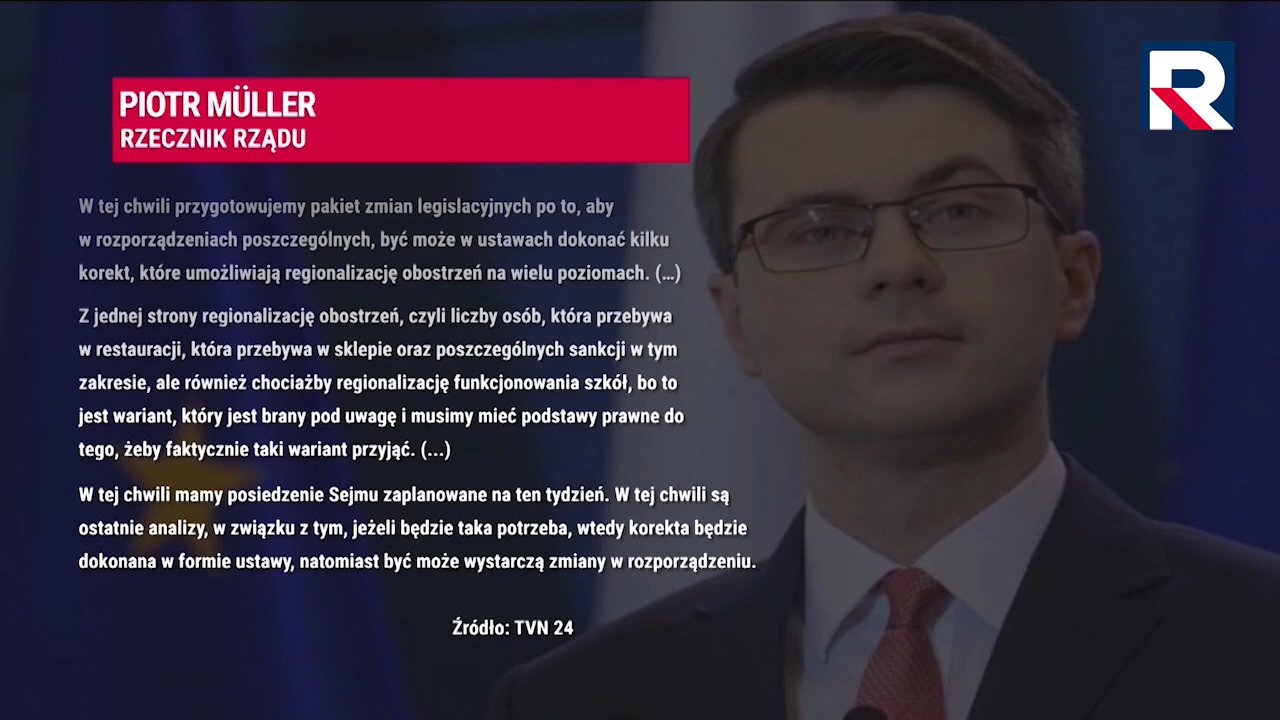 PIOTR MÜLLER
RZECZNIK RZĄDU
W tej chwili przygotowujemy pakiet zmian legislacyjnych po to, aby
w rozporządzeniach poszczególnych, być może w ustawach dokonać kilku
korekt, które umożliwiają regionalizację obostrzeń na wielu poziomach. (…)
Z jednej strony regionalizację obostrzeń, czyli liczby osób, która przebywa
w restauracji, która przebywa w sklepie oraz poszczególnych sankcji w tym
zakresie, ale również chociażby regionalizację funkcjonowania szkół, bo to
jest wariant, który jest brany pod uwagę i musimy mieć podstawy prawne do
tego, żeby faktycznie taki wariant przyjąć. (...)
W tej chwili mamy posiedzenie Sejmu zaplanowane na ten tydzień. W tej chwili są
ostatnie analizy, w związku z tym, jeżeli będzie taka potrzeba, wtedy korekta będzie
dokonana w formie ustawy, natomiast być może wystarczą zmiany w rozporządzeniu.
Źródło: TVN 24
R